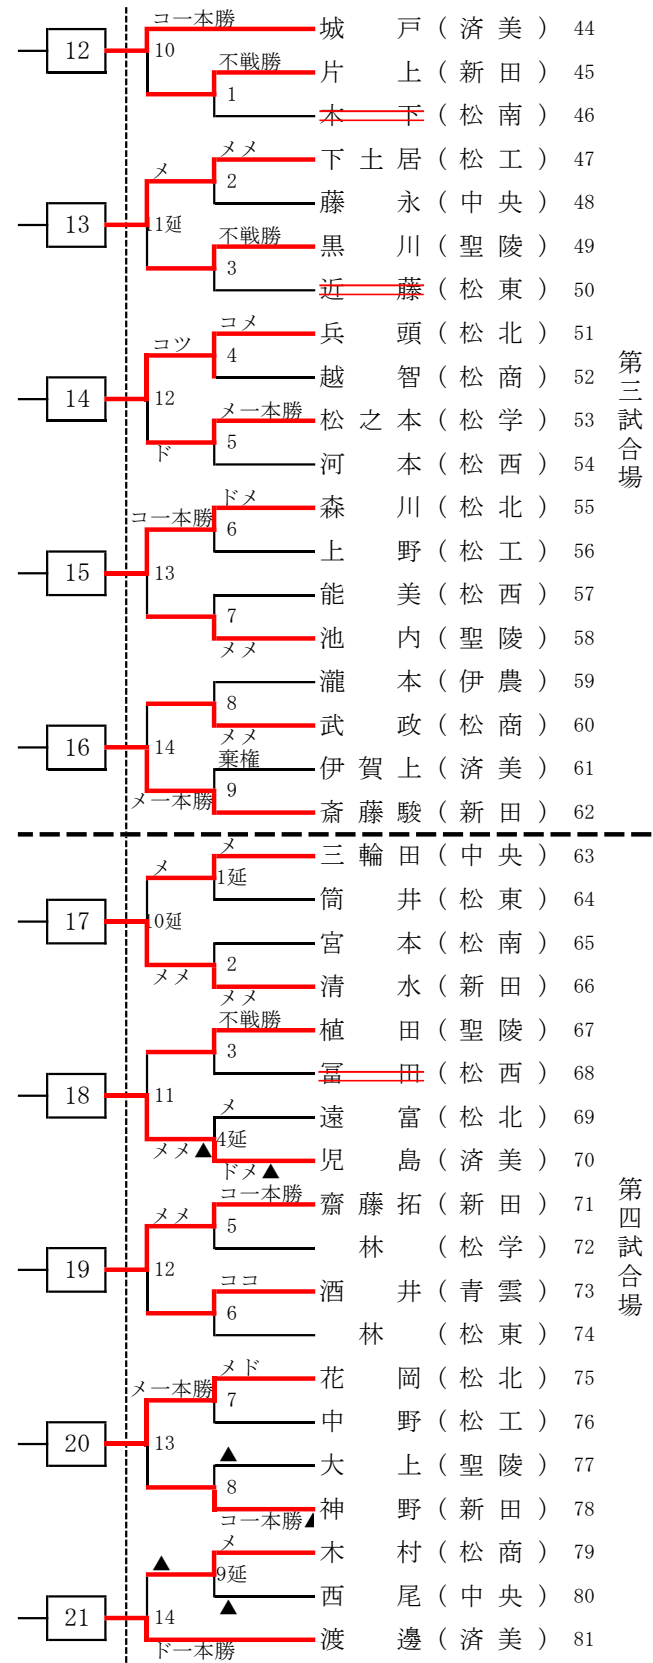 コ一本勝
城 戸 ( 済 美 ) 44
12
10
不戦勝
片 上 ( 新 田 ) 45
1
木 下 ( 松 南 ) 46
メメ
下 土 居 ( 松 工 ) 47
メ
2
藤 永 ( 中 央 ) 48
13
11延
不戦勝
黒 川 ( 聖 陵 ) 49
3
近 藤 ( 松 東 ) 50
コメ
兵 頭 ( 松 北 ) 51
コツ
4
越 智 ( 松 商 ) 52
14
12
メ一本勝
松 之 本 ( 松 学 ) 53
5
ド
河 本 ( 松 西 ) 54
第三試合場
ドメ
森 川 ( 松 北 ) 55
コ一本勝
6
上 野 ( 松 工 ) 56
15
13
能 美 ( 松 西 ) 57
7
池 内 ( 聖 陵 ) 58
メメ
瀧 本 ( 伊 農 ) 59
8
武 政 ( 松 商 ) 60
メメ
16
14
棄権
伊 賀 上 ( 済 美 ) 61
9
メ一本勝
斎 藤 駿 ( 新 田 ) 62
メ
三 輪 田 ( 中 央 ) 63
メ
1延
筒 井 ( 松 東 ) 64
17
10延
宮 本 ( 松 南 ) 65
2
メメ
清 水 ( 新 田 ) 66
メメ
不戦勝
植 田 ( 聖 陵 ) 67
3
冨 田 ( 松 西 ) 68
18
11
メ
遠 富 ( 松 北 ) 69
4延
メメ▲
児 島 ( 済 美 ) 70
ドメ▲
コ一本勝
齋 藤 拓 ( 新 田 ) 71
メメ
5
林 ( 松 学 ) 72
19
12
ココ
酒 井 ( 青 雲 ) 73
6
林 ( 松 東 ) 74
第四試合場
メド
花 岡 ( 松 北 ) 75
メ一本勝
7
中 野 ( 松 工 ) 76
20
13
▲
大 上 ( 聖 陵 ) 77
8
神 野 ( 新 田 ) 78
コ一本勝▲
メ
木 村 ( 松 商 ) 79
▲
9延
西 尾 ( 中 央 ) 80
▲
21
14
渡 邊 ( 済 美 ) 81
ド一本勝